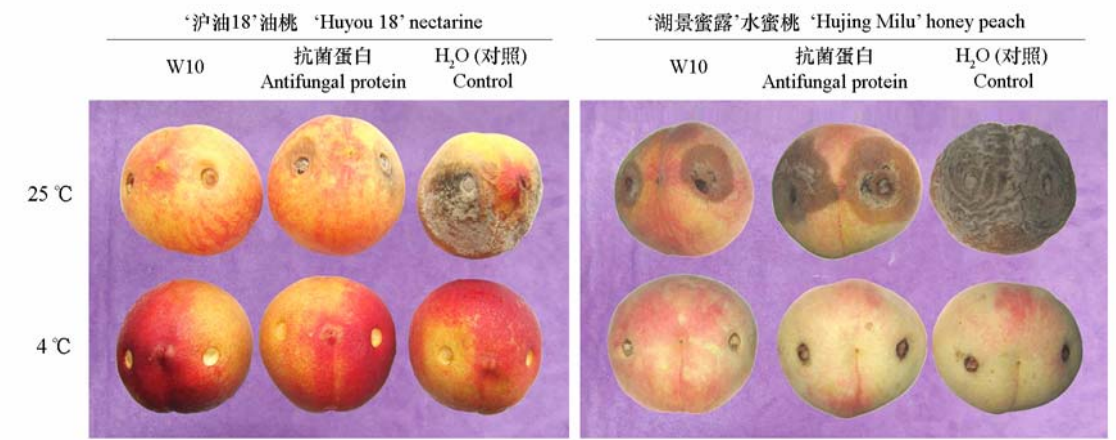 ‘沪油18’油桃 ‘Huyou 18’ nectarine
W10
抗菌蛋白
Antifungal protein
H₂O (对照)
Control
‘湖景蜜露’水蜜桃 ‘Hujing Milu’ honey peach
W10
抗菌蛋白
Antifungal protein
H₂O (对照)
Control
25 ℃
4 ℃